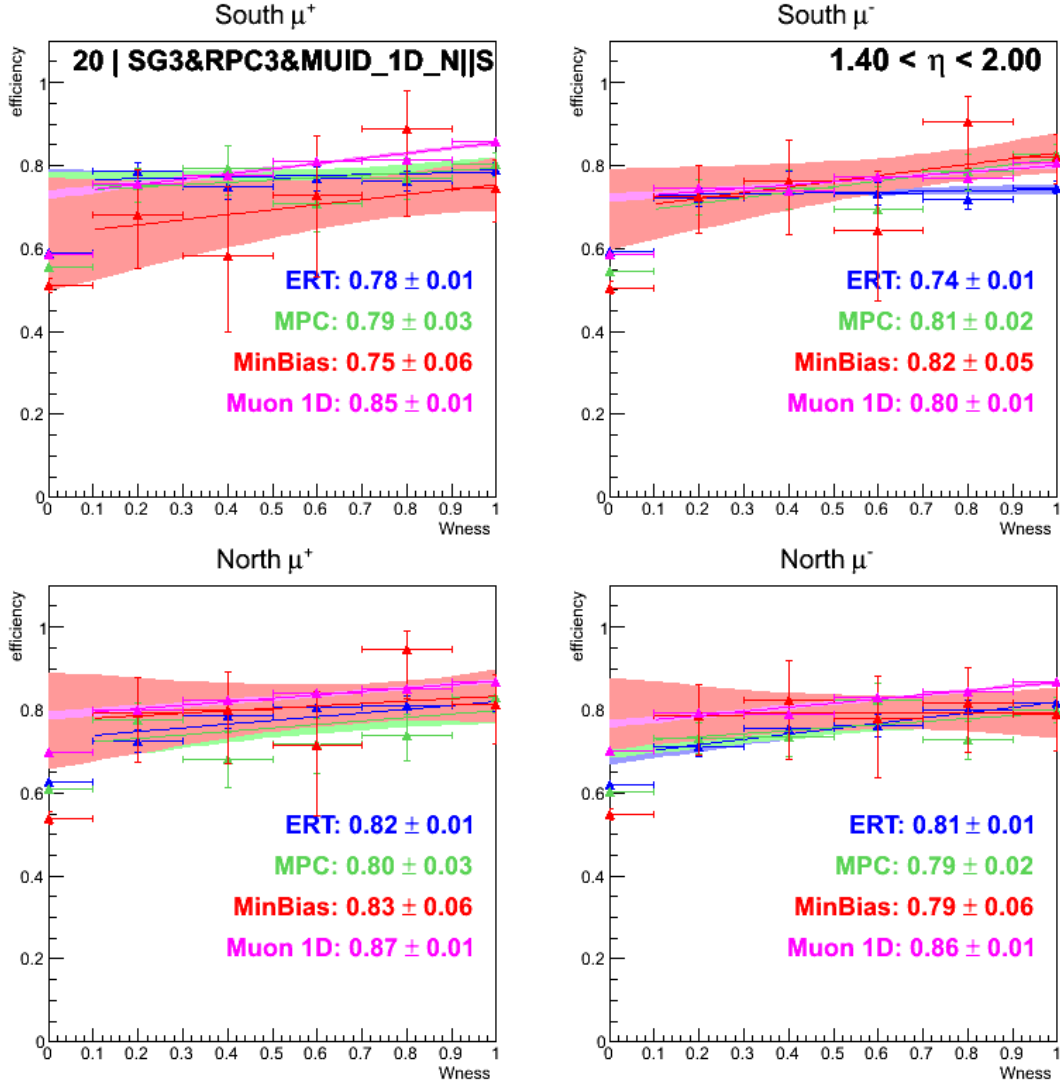 South μ+
efficiency
20 | SG3&RPC3&MUID_1D_N||S
1
0.8
0.6
0.4
0.2
0
ERT: 0.78 ± 0.01
MPC: 0.79 ± 0.03
MinBias: 0.75 ± 0.06
Muon 1D: 0.85 ± 0.01
0 0.1 0.2 0.3 0.4 0.5 0.6 0.7 0.8 0.9 1
Wness
South μ-
efficiency
1.40 < η < 2.00
1
0.8
0.6
0.4
0.2
0
ERT: 0.74 ± 0.01
MPC: 0.81 ± 0.02
MinBias: 0.82 ± 0.05
Muon 1D: 0.80 ± 0.01
0 0.1 0.2 0.3 0.4 0.5 0.6 0.7 0.8 0.9 1
Wness
North μ+
efficiency
1
0.8
0.6
0.4
0.2
0
ERT: 0.82 ± 0.01
MPC: 0.80 ± 0.03
MinBias: 0.83 ± 0.06
Muon 1D: 0.87 ± 0.01
0 0.1 0.2 0.3 0.4 0.5 0.6 0.7 0.8 0.9 1
Wness
North μ-
efficiency
1
0.8
0.6
0.4
0.2
0
ERT: 0.81 ± 0.01
MPC: 0.79 ± 0.02
MinBias: 0.79 ± 0.06
Muon 1D: 0.86 ± 0.01
0 0.1 0.2 0.3 0.4 0.5 0.6 0.7 0.8 0.9 1
Wness